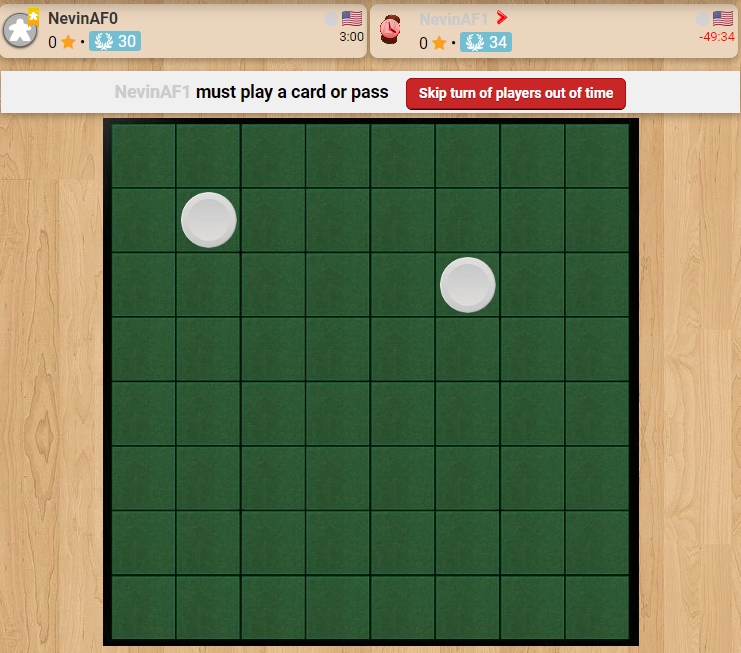 NevinAF0
0 • 30
3:00
NevinAF1
0 • 34
-49:34
NevinAF1 must play a card or pass
Skip turn of players out of time